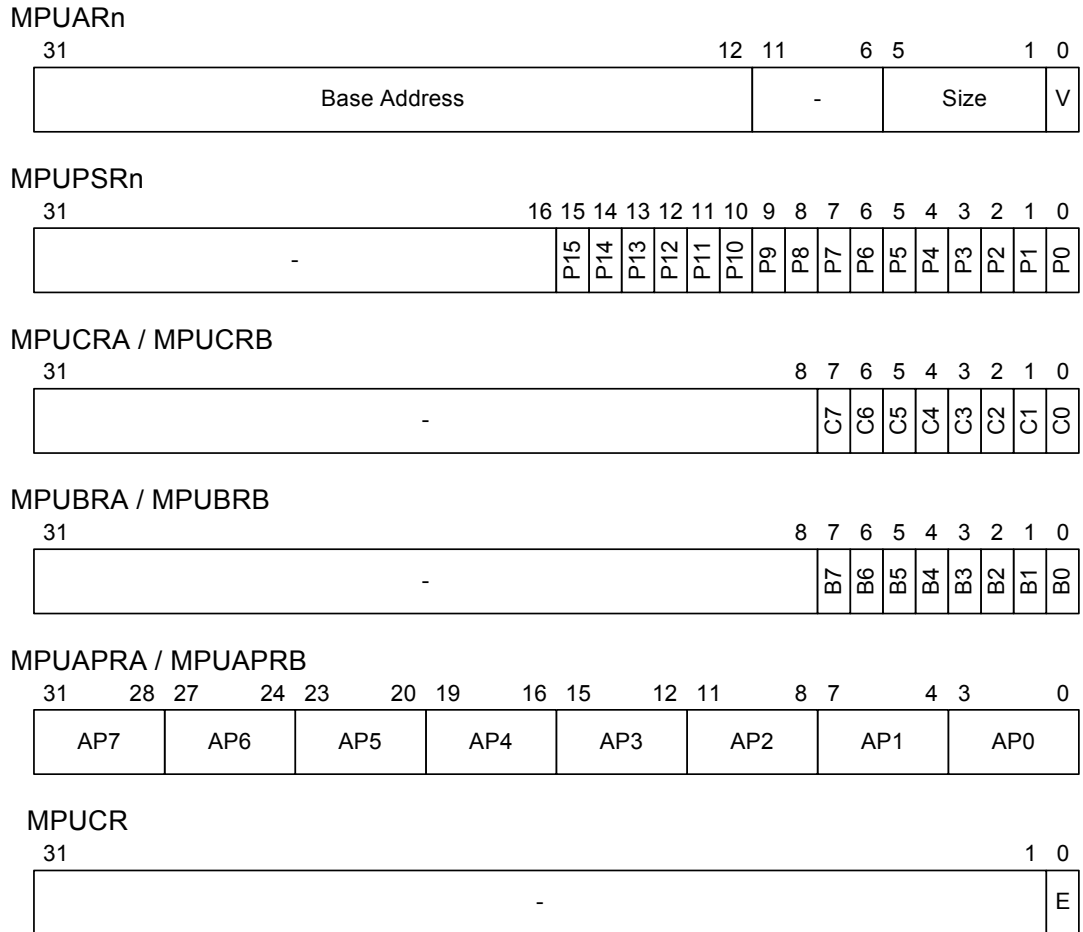 MPUARn
31 12 11 6 5 1 0
Base Address - Size V
MPUPSRn
31 16 15 14 13 12 11 10 9 8 7 6 5 4 3 2 1 0
- P15 P14 P13 P12 P11 P10 P9 P8 P7 P6 P5 P4 P3 P2 P1 P0
MPUCRA / MPUCRB
31 8 7 6 5 4 3 2 1 0
- C7 C6 C5 C4 C3 C2 C1 C0
MPUBRA / MPUBRB
31 8 7 6 5 4 3 2 1 0
- B7 B6 B5 B4 B3 B2 B1 B0
MPUAPRA / MPUAPRB
31 28 27 24 23 20 19 16 15 12 11 8 7 4 3 0
AP7 AP6 AP5 AP4 AP3 AP2 AP1 AP0
MPUCR
31 1 0
- E